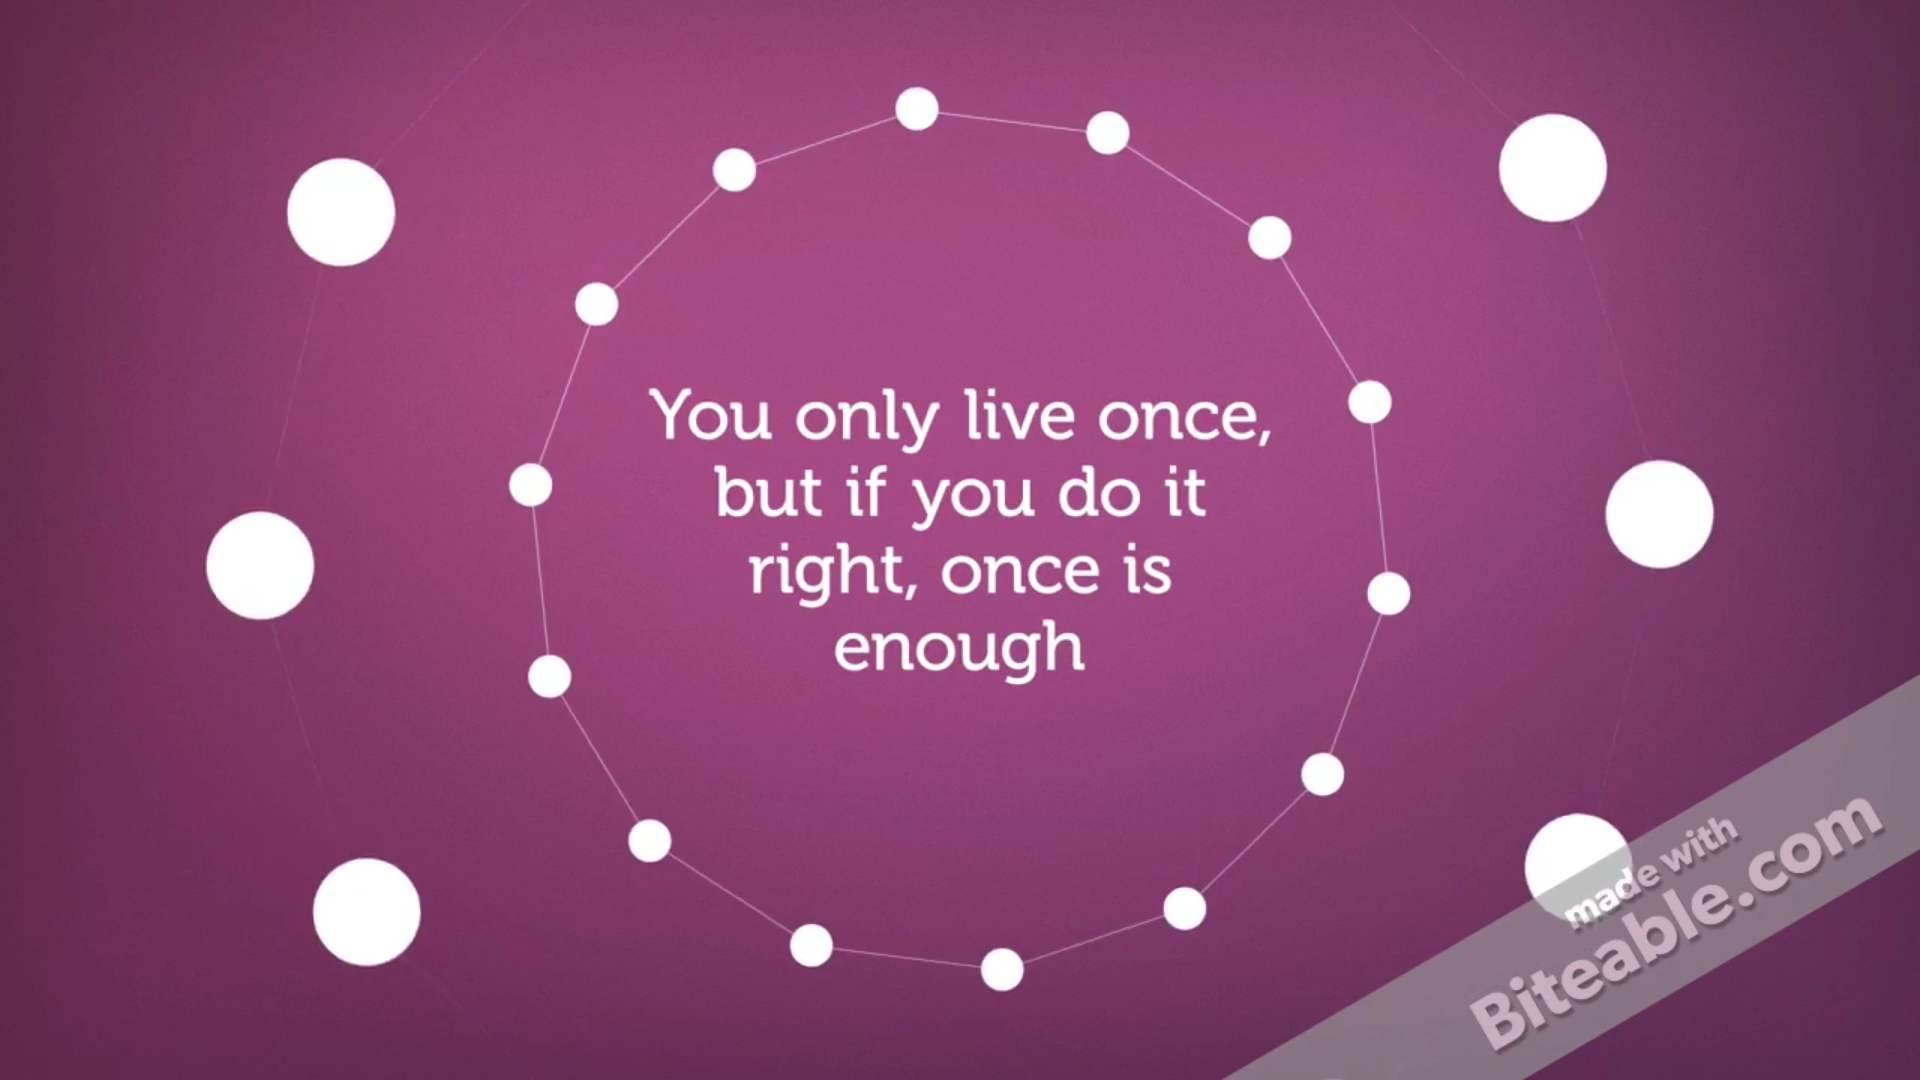 You only live once,
but if you do it
right, once is
enough
made with
Biteable.com